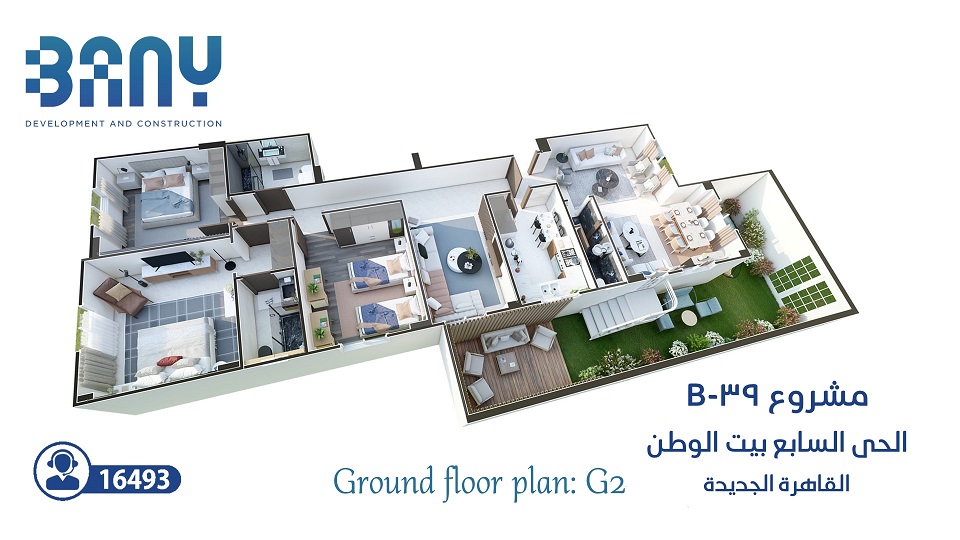 BANY
DEVELOPMENT AND CONSTRUCTION
مشروع B-٣٩
الحى السابع بيت الوطن
القاهرة الجديدة
Ground floor plan: G2
16493